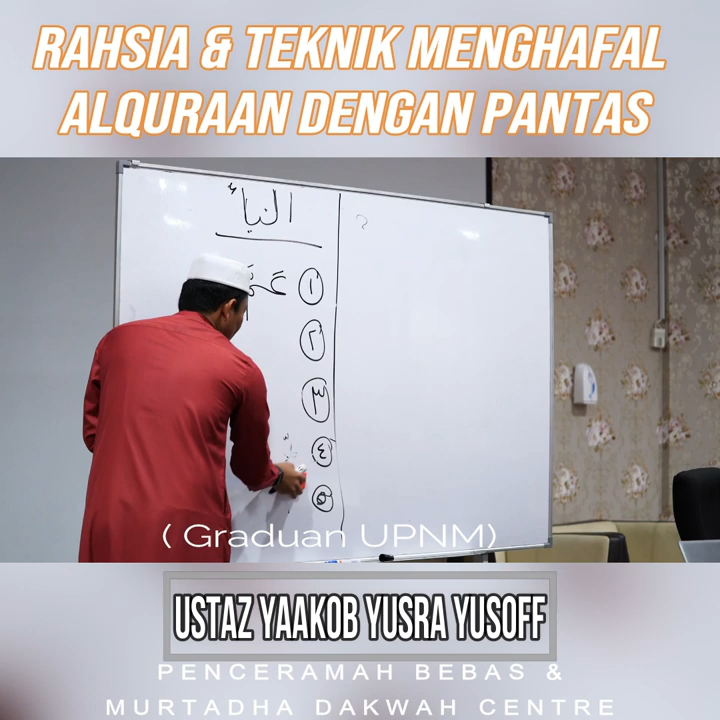 RAHSIA & TEKNIK MENGHAFAL
ALQURAAN DENGAN PANTAS
النبأ
١
٢
٣
٤
٥
( Graduan UPNM)
USTAZ YAAKOB YUSRA YUSOFF
PENCERAMAH BEBAS &
MURTADHA DAKWAH CENTRE